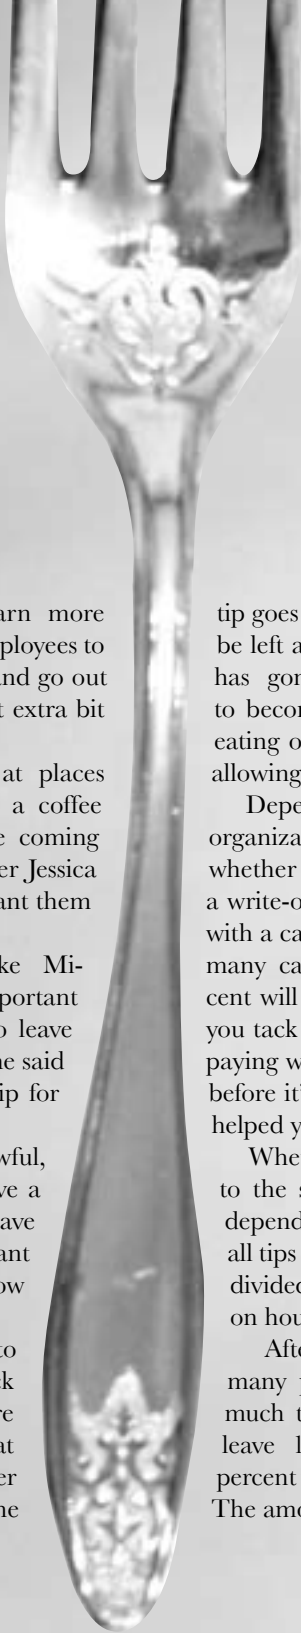 arn more
ployees to
and go out
t extra bit
at places
a coffee
e coming
er Jessica
ant them
ke Mi-
portant
o leave
ne said
ip for
wful,
ve a
ave
ant
ow
to
ck
re
at
er
he
tip goes
be left a
has gon
to becom
eating o
allowing
Depe
organiza
whether
a write-o
with a ca
many ca
cent will
you tack
paying w
before it'
helped y
Whe
to the s
depend
all tips
divided
on hou
Afte
many p
much t
leave l
percent
The amo